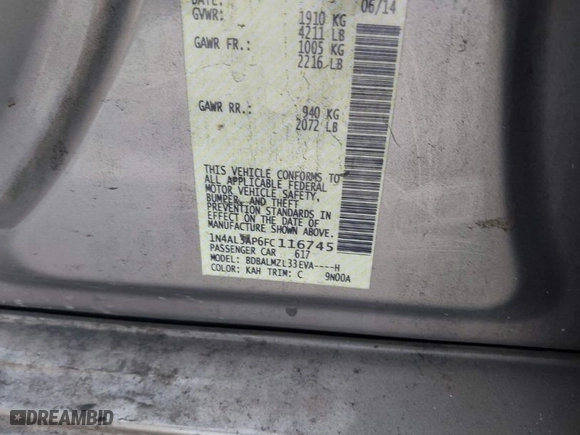 DATE: 06/14
GVWR: 1910 KG
4211 LB
GAWR FR.: 1005 KG
2216 LB
GAWR RR.: 940 KG
2072 LB
THIS VEHICLE CONFORMS TO
ALL APPLICABLE FEDERAL
MOTOR VEHICLE SAFETY,
BUMPER, AND THEFT
PREVENTION STANDARDS IN
EFFECT ON THE DATE OF
MANUFACTURE SHOWN ABOVE.
1N4AL3AP6FC116745
PASSENGER CAR 617
MODEL: BDBALMZL33EVA----H
COLOR: KAH TRIM: C 9N00A
DREAMBID